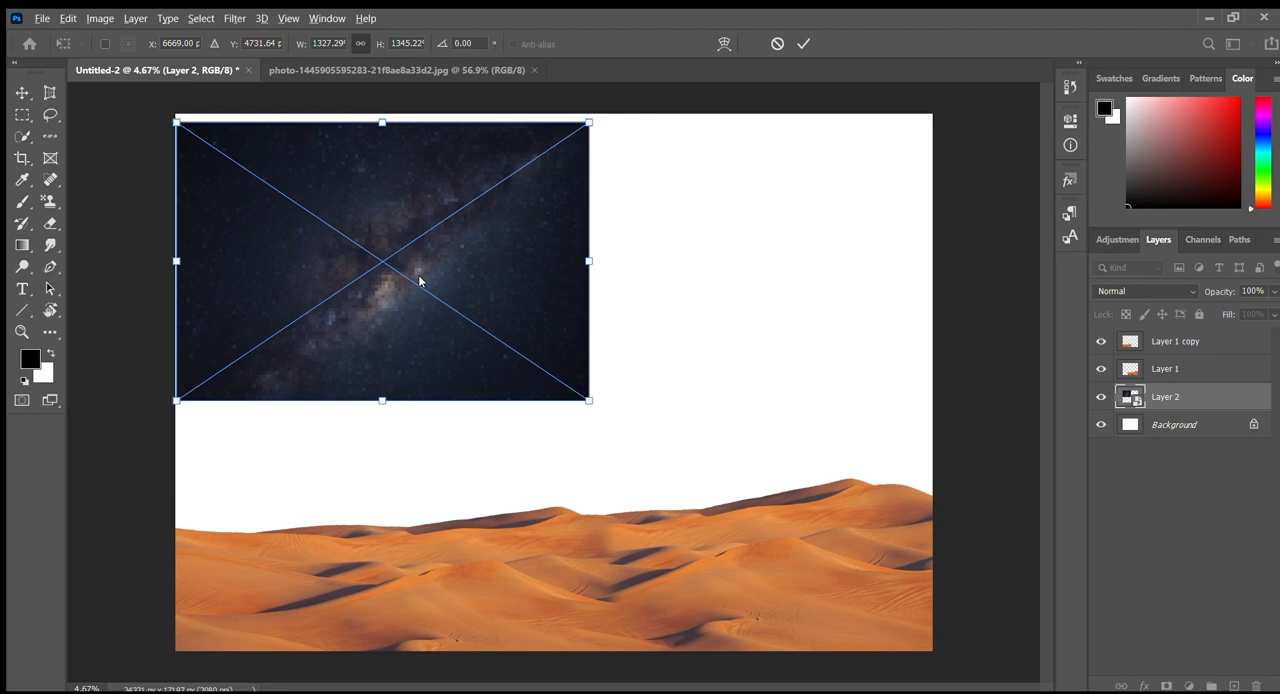 Ps File Edit Image Layer Type Select Filter 3D View Window Help
X: 6669.00 p Y: 4731.64 p W: 1327.29% H: 1345.22% 0.00 ° Anti-alias
Untitled-2 @ 4.67% (Layer 2, RGB/8) * × photo-1445905595283-21f8ae8a33d2.jpg @ 56.9% (RGB/8) ×
Swatches Gradients Patterns Color
Adjustmen Layers Channels Paths
Kind
Normal Opacity: 100%
Lock: Fill: 100%
Layer 1 copy
Layer 1
Layer 2
Background
4.67%